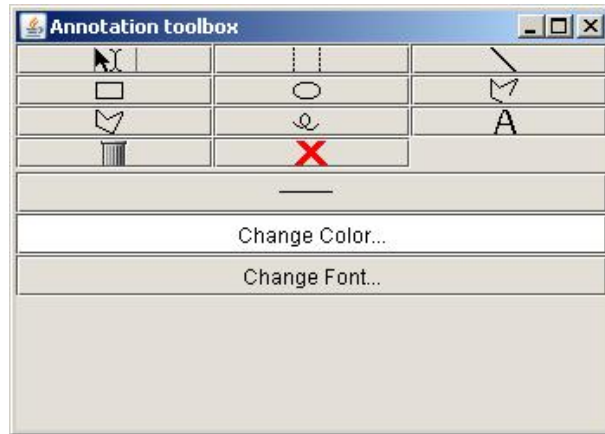 Annotation toolbox
A
Change Color...
Change Font...